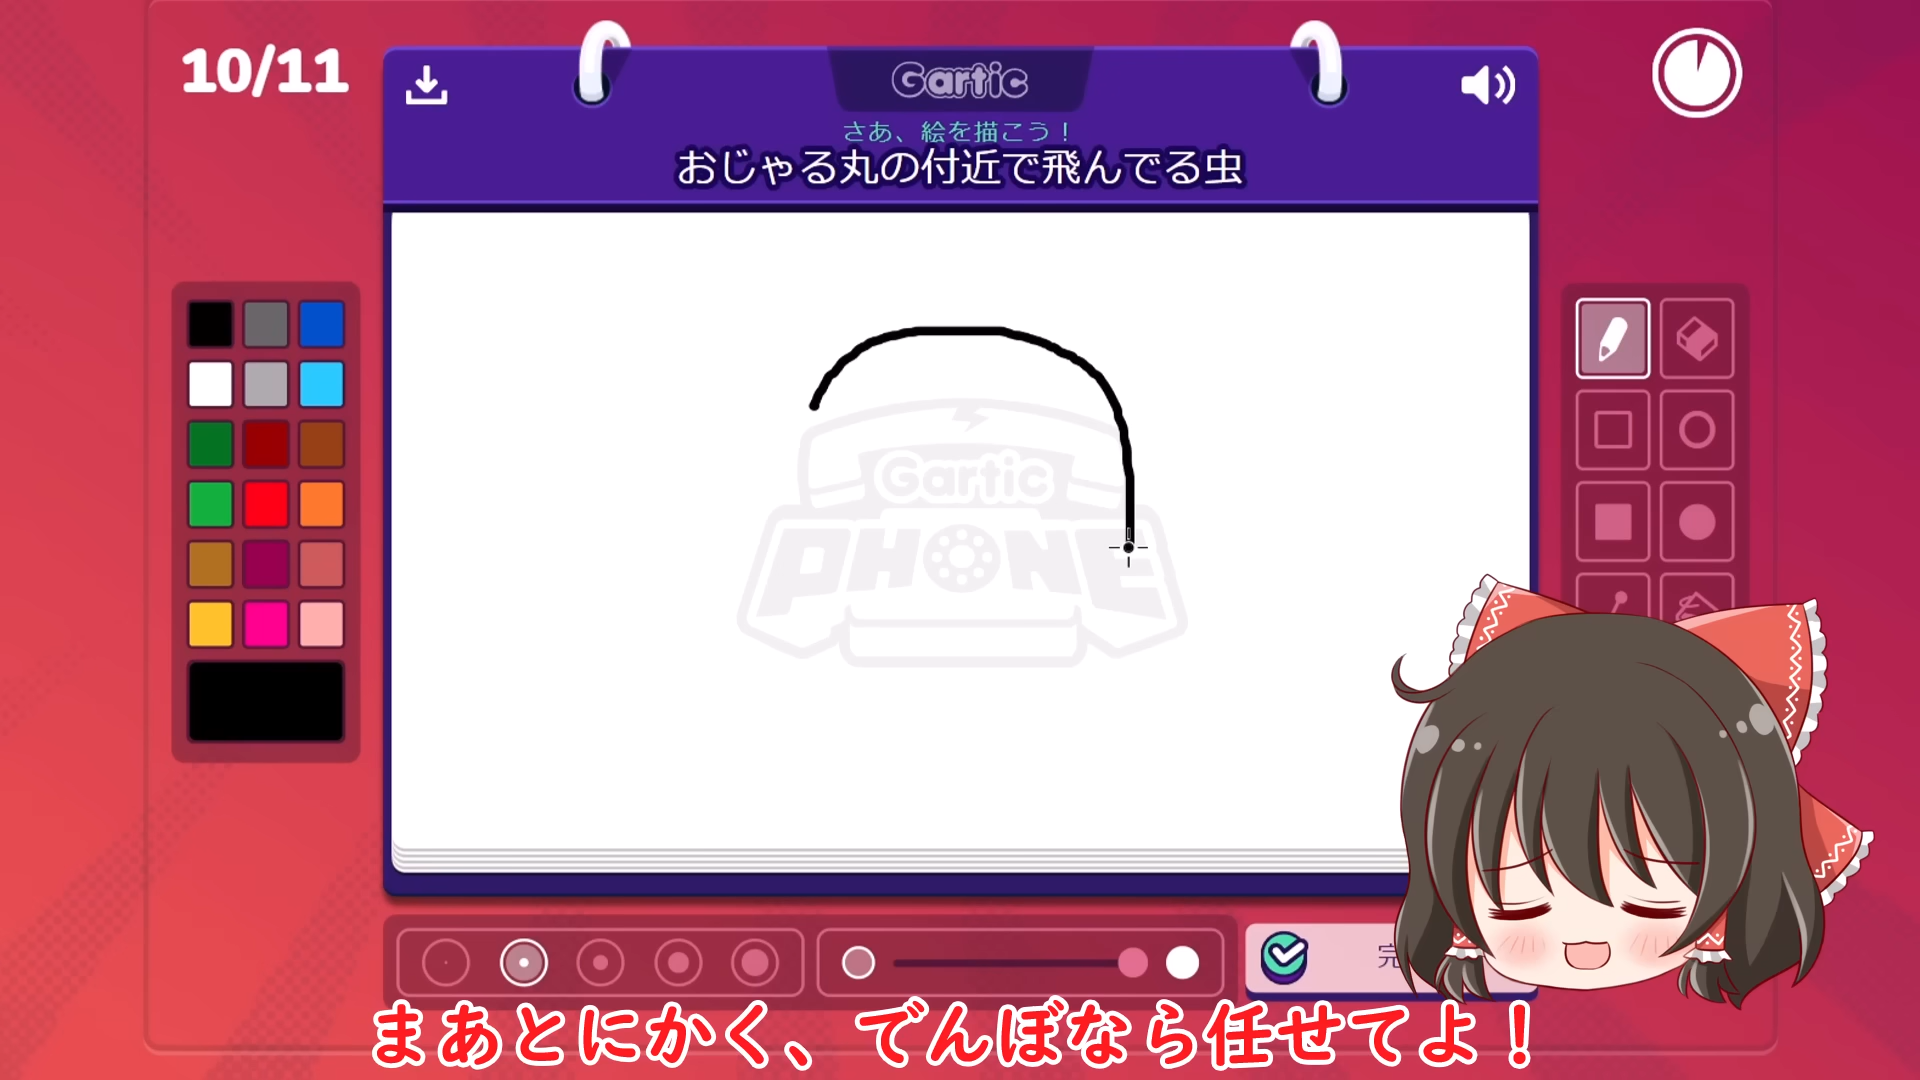 10/11
Gartic
さあ、絵を描こう！
おじゃる丸の付近で飛んでる虫
Gartic
PHONE
完
まあとにかく、でんぼなら任せてよ！